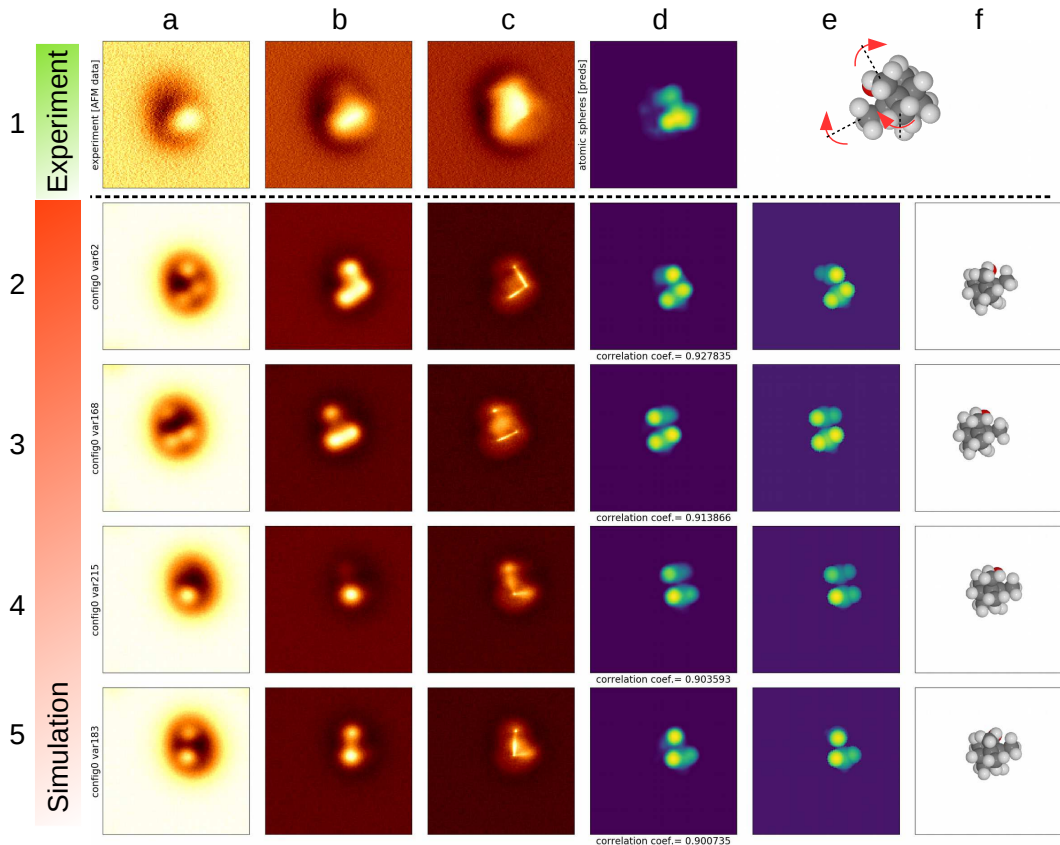 a b c d e f
Experiment
1
experiment [AFM data]
atomic spheres [preds]
Simulation
2
config0 var62
correlation coef.= 0.927835
3
config0 var168
correlation coef.= 0.913866
4
config0 var215
correlation coef.= 0.903593
5
config0 var183
correlation coef.= 0.900735